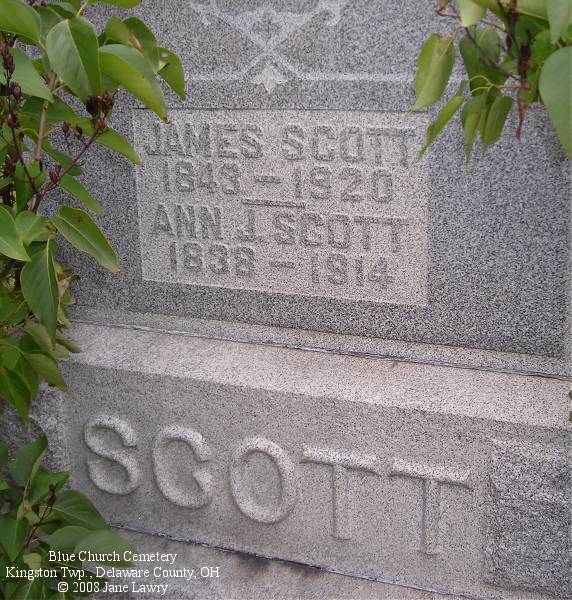 JAMES SCOTT
1843 - 1920
ANN J. SCOTT
1838 - 1914
SCOTT
Blue Church Cemetery
Kingston Twp., Delaware County, OH
© 2008 Jane Lawry